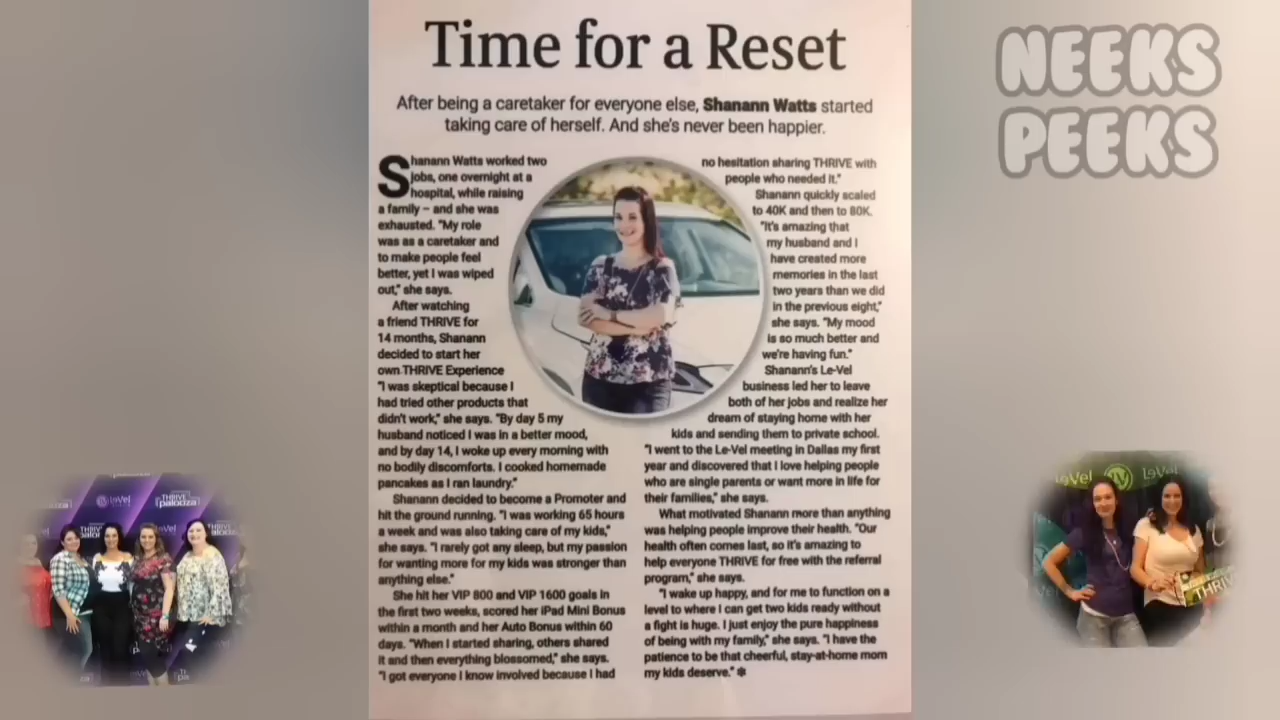 Time for a Reset
After being a caretaker for everyone else, Shanann Watts started
taking care of herself. And she's never been happier.
Shanann Watts worked two
jobs, one overnight at a
hospital, while raising
a family – and she was
exhausted. "My role
was as a caretaker and
to make people feel
better, yet I was wiped
out," she says.
After watching
a friend THRIVE for
14 months, Shanann
decided to start her
own THRIVE Experience
"I was skeptical because I
had tried other products that
didn't work," she says. "By day 5 my
husband noticed I was in a better mood,
and by day 14, I woke up every morning with
no bodily discomforts. I cooked homemade
pancakes as I ran laundry."
Shanann decided to become a Promoter and
hit the ground running. "I was working 65 hours
a week and was also taking care of my kids,"
she says. "I rarely got any sleep, but my passion
for wanting more for my kids was stronger than
anything else."
She hit her VIP 800 and VIP 1600 goals in
the first two weeks, scored her iPad Mini Bonus
within a month and her Auto Bonus within 60
days. "When I started sharing, others shared
it and then everything blossomed," she says.
"I got everyone I know involved because I had
no hesitation sharing THRIVE with
people who needed it."
Shanann quickly scaled
to 40K and then to 80K.
"It's amazing that
my husband and I
have created more
memories in the last
two years than we did
in the previous eight,"
she says. "My mood
is so much better and
we're having fun."
Shanann's Le-Vel
business led her to leave
both of her jobs and realize her
dream of staying home with her
kids and sending them to private school.
"I went to the Le-Vel meeting in Dallas my first
year and discovered that I love helping people
who are single parents or want more in life for
their families," she says.
What motivated Shanann more than anything
was helping people improve their health. "Our
health often comes last, so it's amazing to
help everyone THRIVE for free with the referral
program," she says.
"I wake up happy, and for me to function on a
level to where I can get two kids ready without
a fight is huge. I just enjoy the pure happiness
of being with my family," she says. "I have the
patience to be that cheerful, stay-at-home mom
my kids deserve."
NEEKS
PEEKS
LeVel
THRIVE
palooza
LeVel
THRIVE